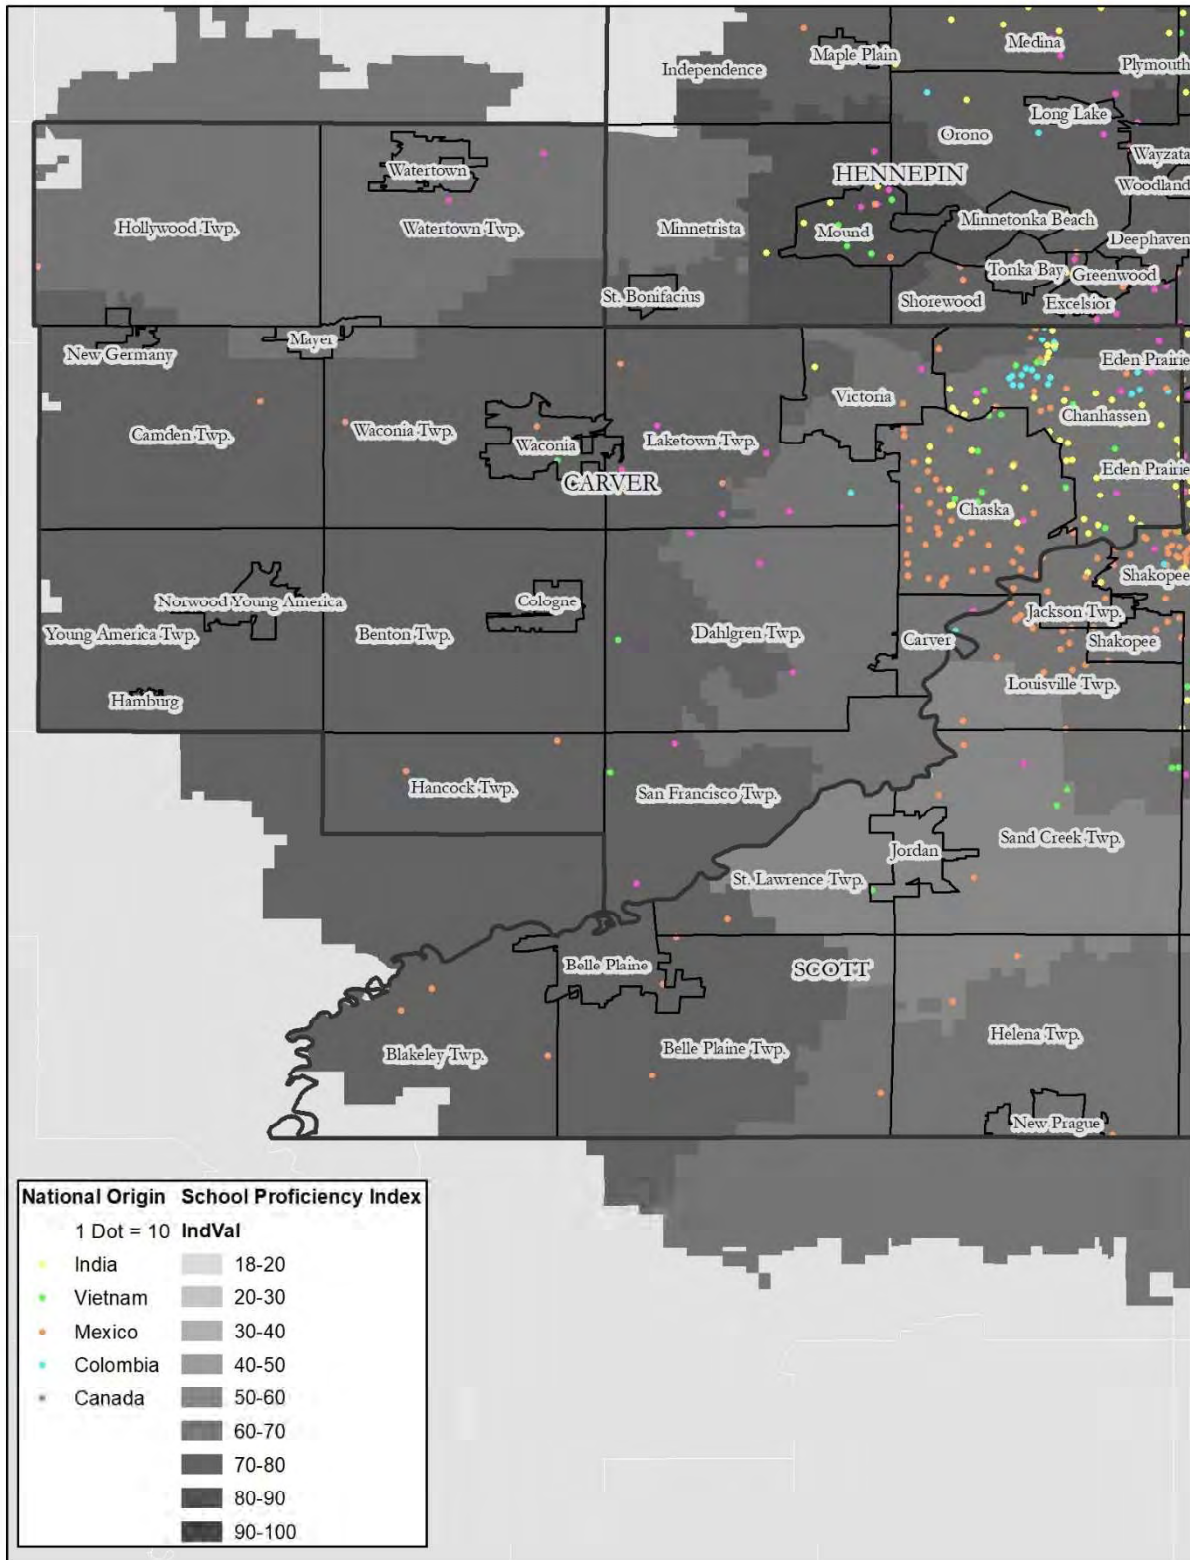 Medina
Maple Plain
Plymouth
Independence
Long Lake
Orono
Wayzata
Watertown
HENNEPIN
Woodland
Hollywood Twp.
Watertown Twp.
Minnetrista
Mound
Minnetonka Beach
Deephaven
Tonka Bay
Greenwood
St. Bonifacius
Shorewood
Excelsior
Mayer
New Germany
Eden Prairie
Victoria
Chanhassen
Camden Twp.
Waconia Twp.
Waconia
Laketown Twp.
Eden Prairie
CARVER
Chaska
Shakopee
Norwood Young America
Cologne
Jackson Twp.
Young America Twp.
Benton Twp.
Dahlgren Twp.
Carver
Shakopee
Louisville Twp.
Hamburg
Hancock Twp.
San Francisco Twp.
Sand Creek Twp.
Jordan
St. Lawrence Twp.
Belle Plaine
SCOTT
Helena Twp.
Blakeley Twp.
Belle Plaine Twp.
New Prague
National Origin School Proficiency Index
1 Dot = 10 IndVal
India 18-20
Vietnam 20-30
Mexico 30-40
Colombia 40-50
Canada 50-60
60-70
70-80
80-90
90-100